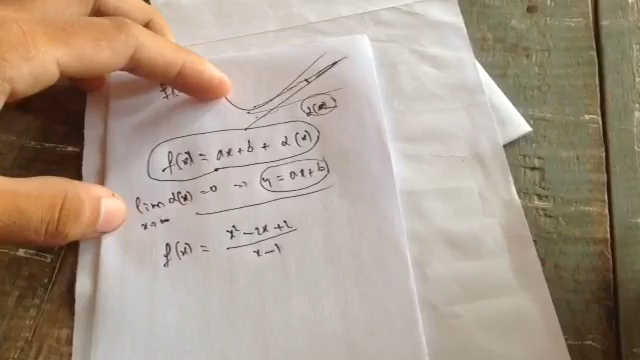 f(x)
α(x)
f(x) = ax+b + α(x)
lim α(x) = 0 → y = ax+b
x→∞
f(x) = x² - 2x + 2
x-1